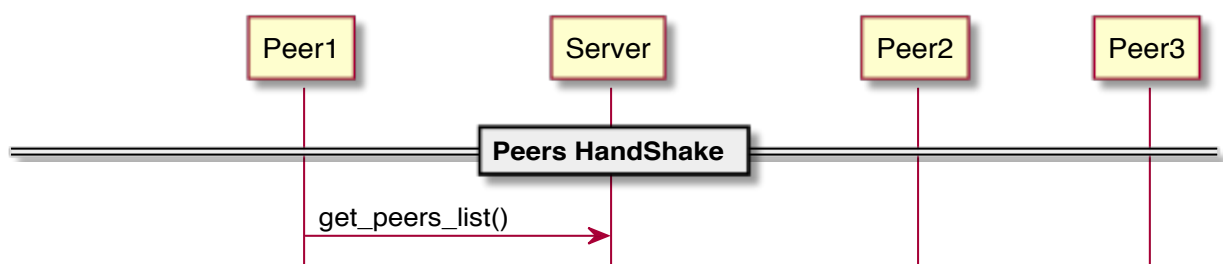 Peer1
Server
Peer2
Peer3
Peers HandShake
get_peers_list()